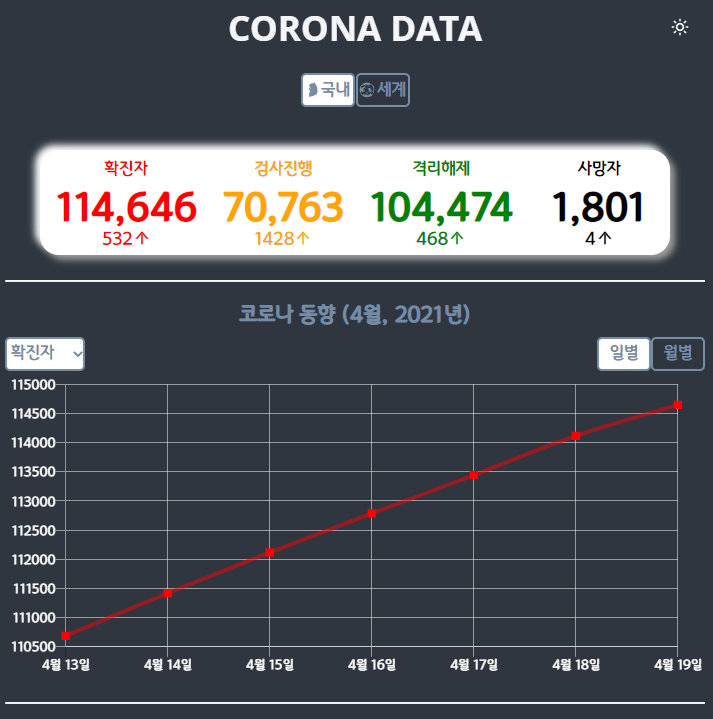 CORONA DATA
국내 세계
확진자 검사진행 격리해제 사망자
114,646 70,763 104,474 1,801
532↑ 1428↑ 468↑ 4↑
코로나 동향 (4월, 2021년)
확진자 일별 월별
115000
114500
114000
113500
113000
112500
112000
111500
111000
110500
4월 13일 4월 14일 4월 15일 4월 16일 4월 17일 4월 18일 4월 19일